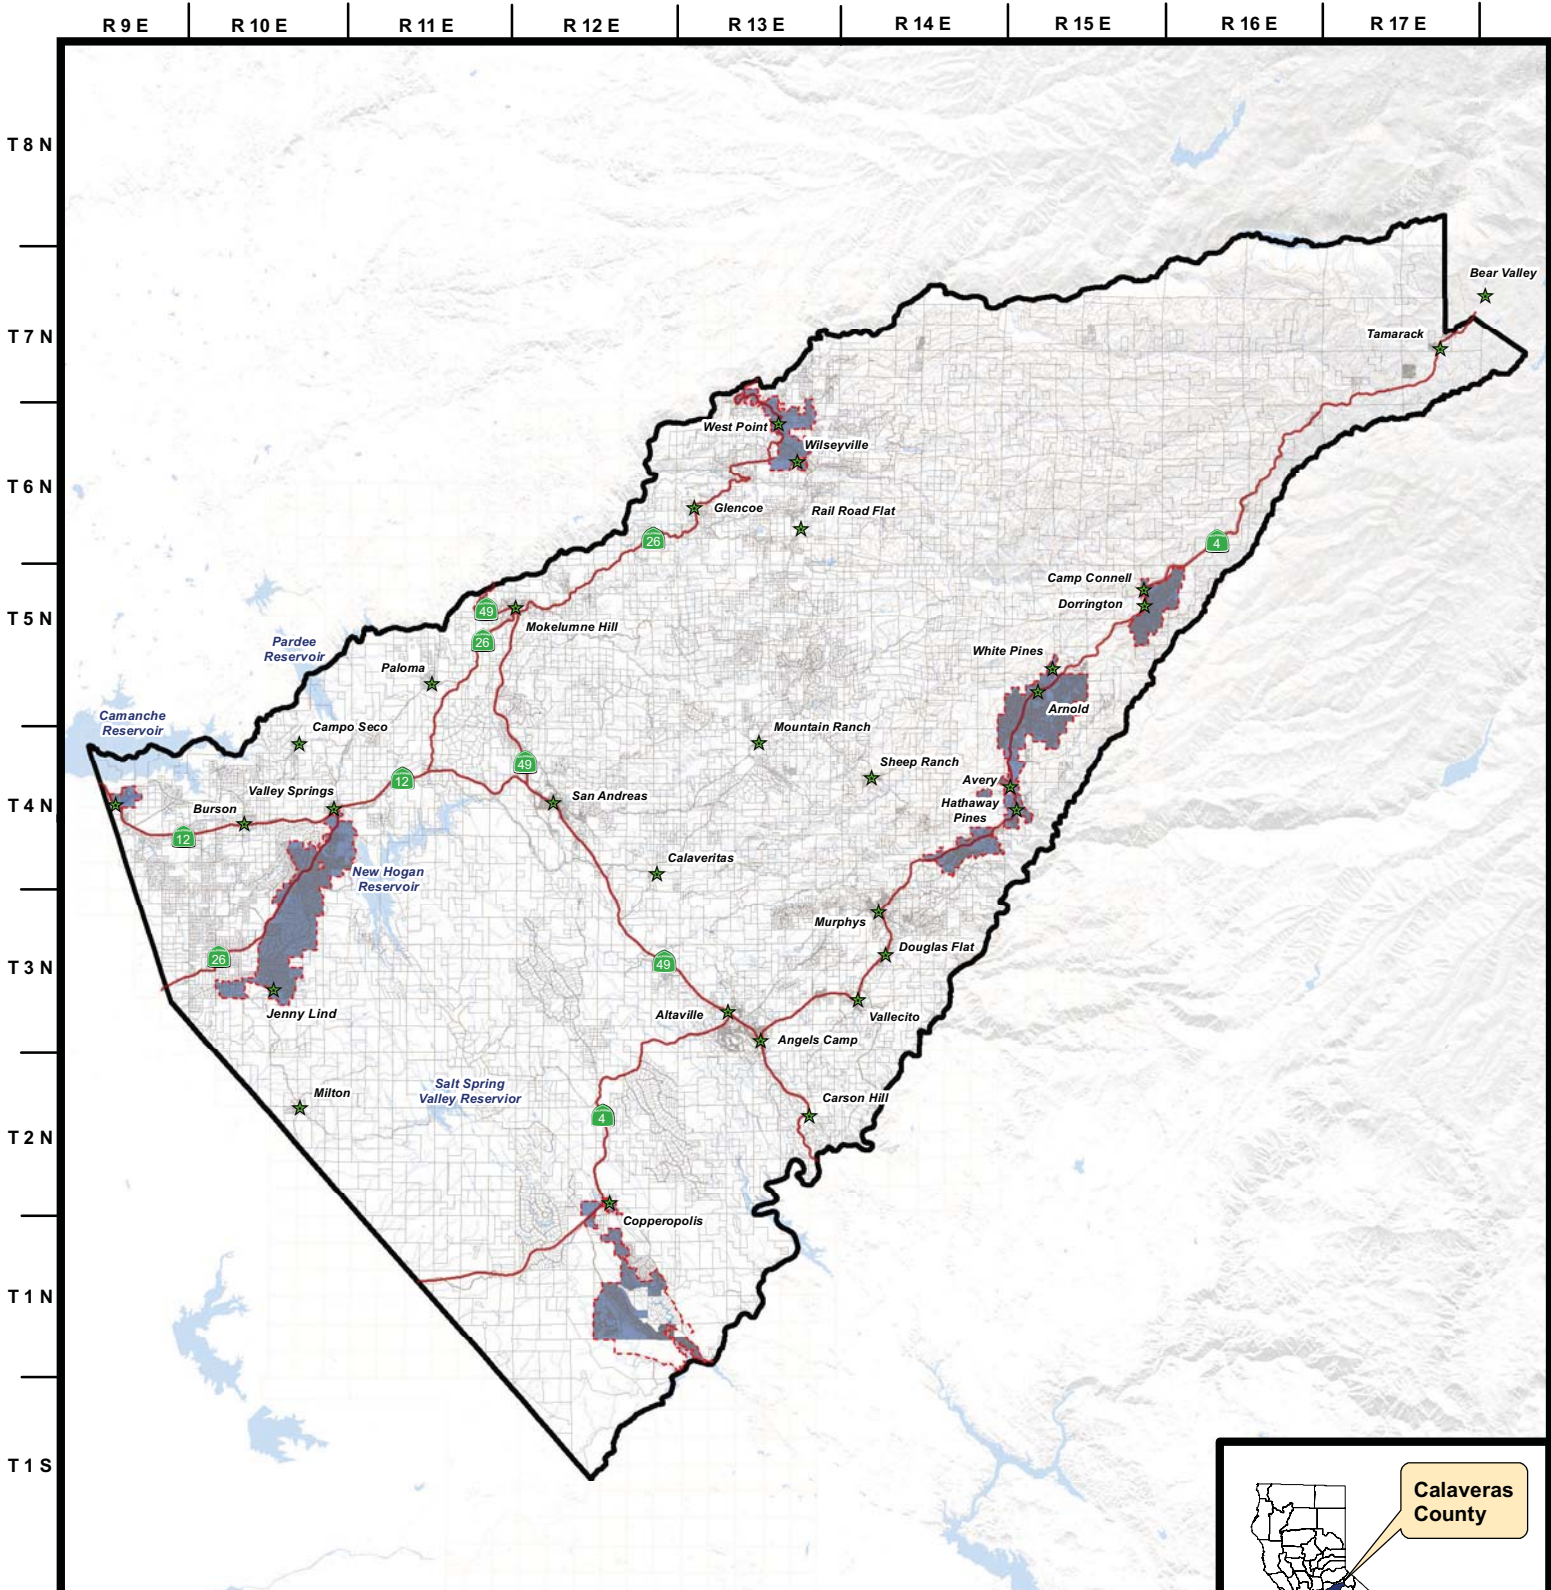 R 9 E
R 10 E
R 11 E
R 12 E
R 13 E
R 14 E
R 15 E
R 16 E
R 17 E
T 8 N
Bear Valley
T 7 N
Tamarack
West Point
Wilseyville
T 6 N
Glencoe
Rail Road Flat
26
4
Camp Connell
Dorrington
49
T 5 N
Mokelumne Hill
26
Pardee
Reservoir
White Pines
Paloma
Arnold
Camanche
Reservoir
Campo Seco
Mountain Ranch
49
Sheep Ranch
12
Avery
Valley Springs
San Andreas
Hathaway
Pines
T 4 N
Burson
12
Calaveritas
New Hogan
Reservoir
Murphys
Douglas Flat
26
49
T 3 N
Jenny Lind
Altaville
Vallecito
Angels Camp
Salt Spring
Valley Reservior
Milton
Carson Hill
4
T 2 N
Copperopolis
T 1 N
T 1 S
Calaveras
County